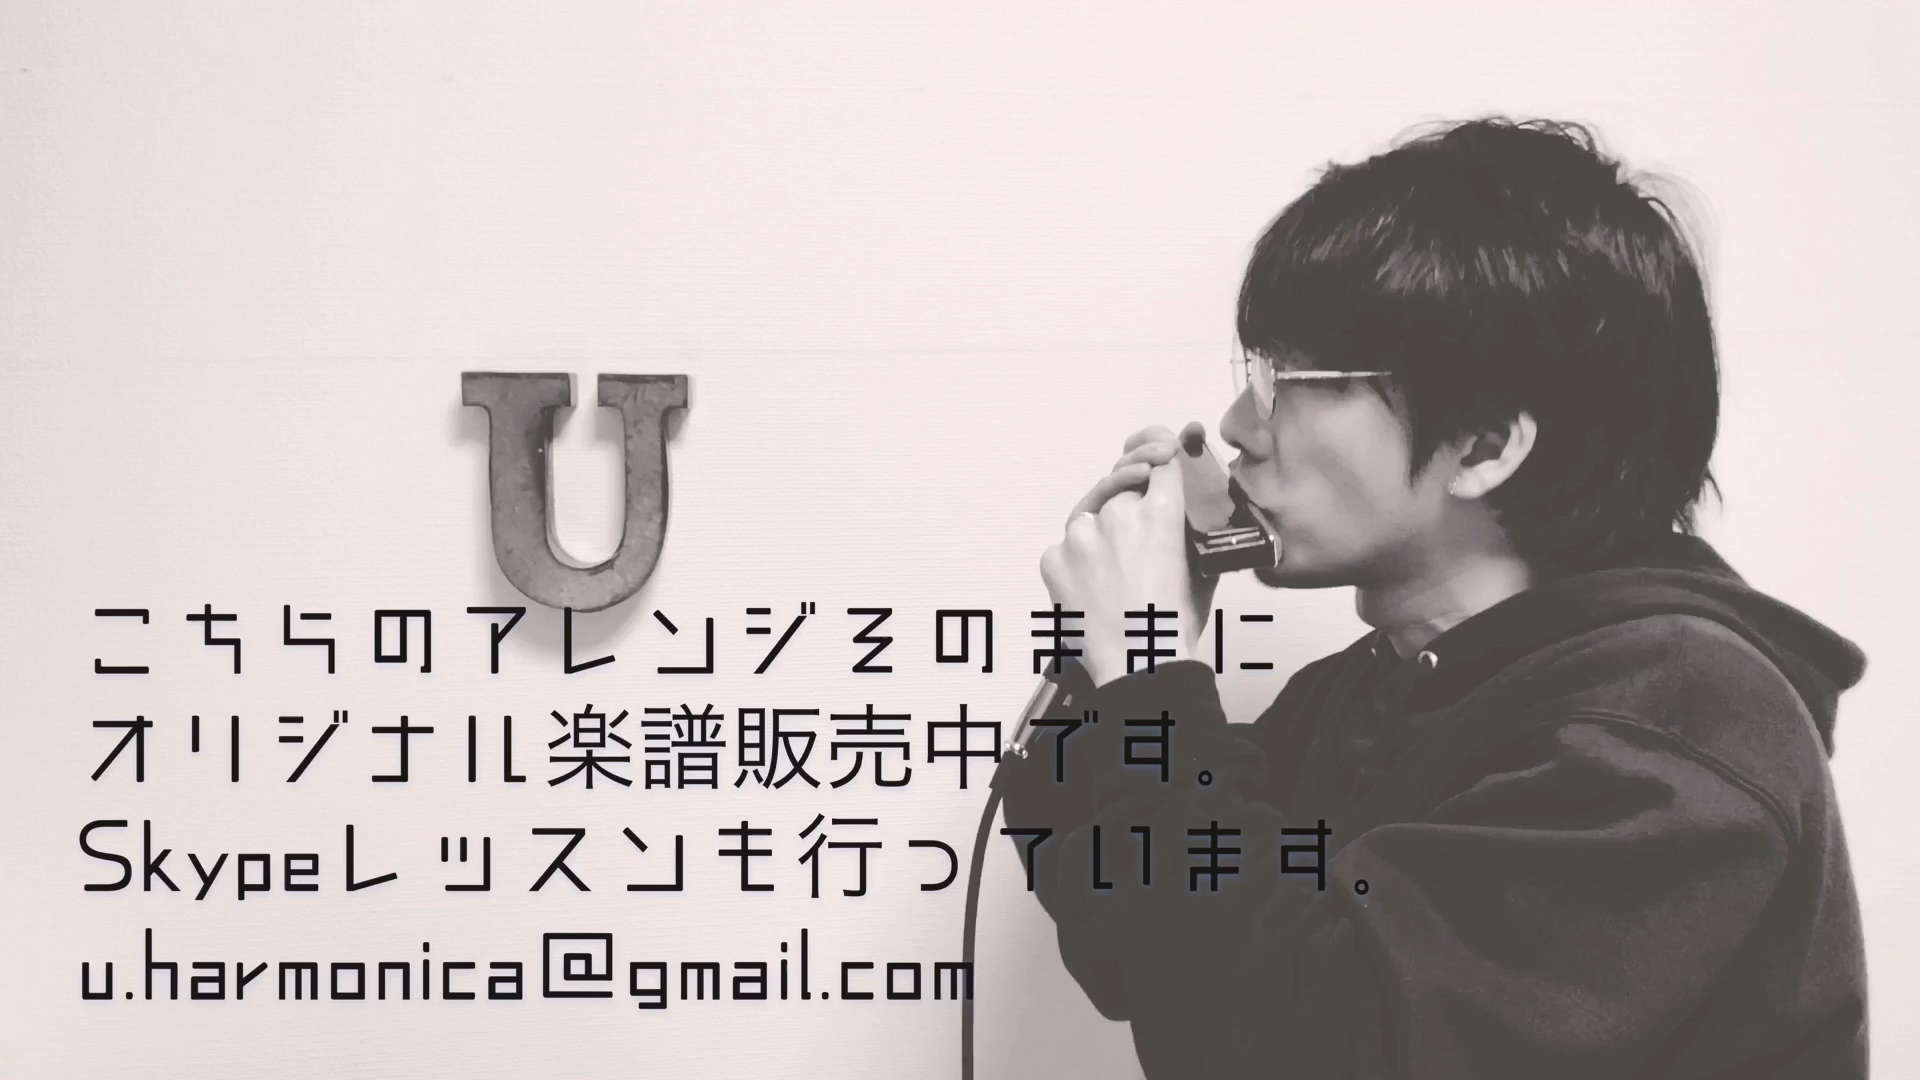 U
こちらのアレンジそのままに
オリジナル楽譜販売中です。
Skypeレッスンも行っています。
u.harmonica@gmail.com